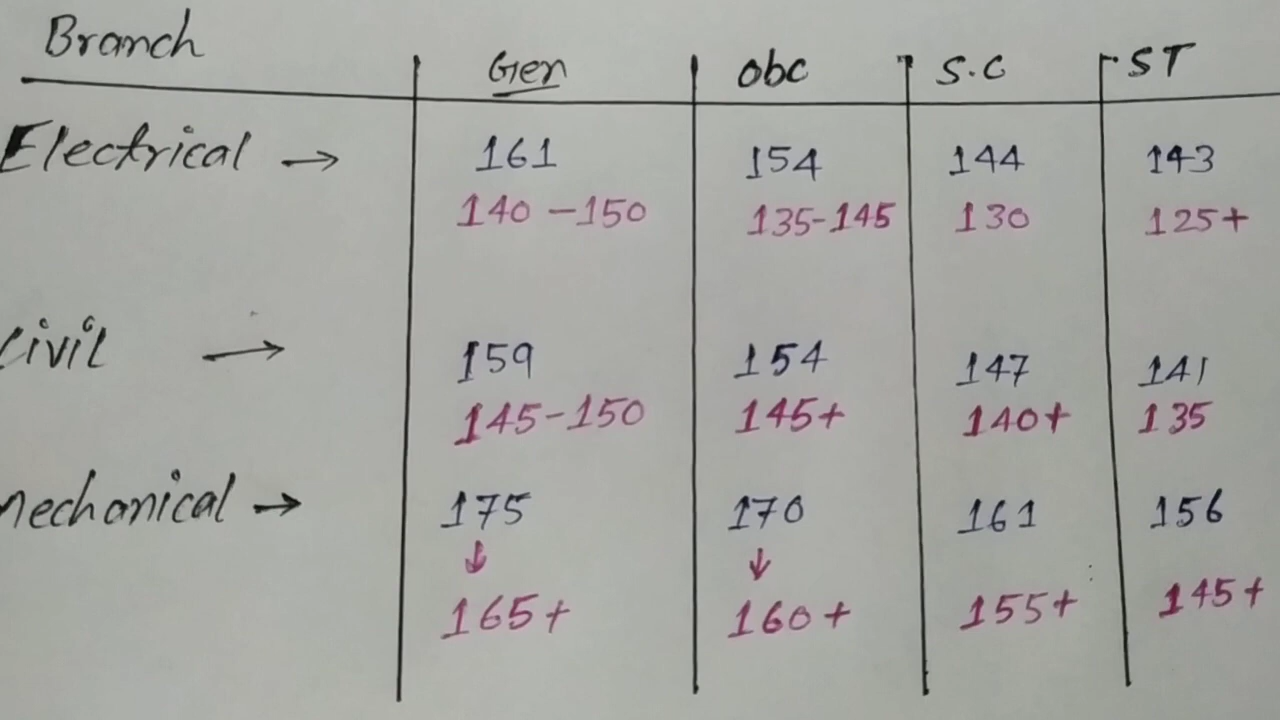 Branch Gen obc S.C ST
Electrical → 161 154 144 143
140-150 135-145 130 125+
Civil → 159 154 147 141
145-150 145+ 140+ 135
Mechanical → 175 170 161 156
↓ ↓
165+ 160+ 155+ 145+